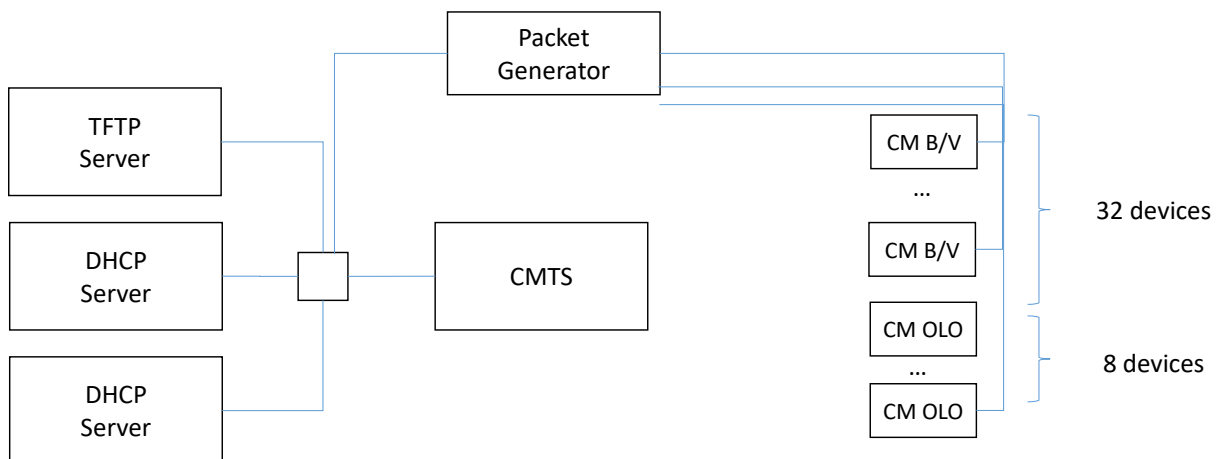 Packet
Generator
TFTP
Server
CM B/V
...
32 devices
DHCP
Server
CMTS
CM B/V
CM OLO
...
8 devices
DHCP
Server
CM OLO